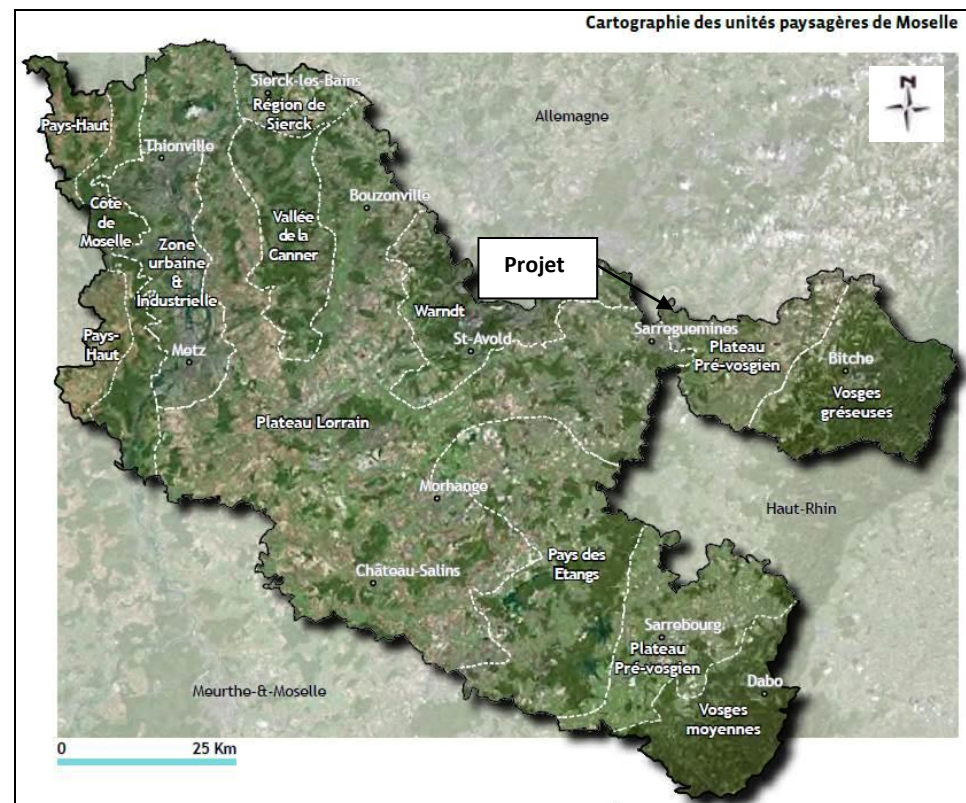 Cartographie des unités paysagères de Moselle
N
Sierck-les-Bains
Région de
Sierck
Allemagne
Pays-Haut
Thionville
Bouzonville
Côte
de
Moselle
Vallée
de la
Canner
Zone
urbaine
&
Industrielle
Projet
Warndt
Sarreguemines
Pays-
Haut
St-Avold
Plateau
Pré-vosgien
Metz
Bitche
Vosges
gréseuses
Plateau Lorrain
Morhange
Haut-Rhin
Pays des
Etangs
Château-Salins
Sarrebourg
Plateau
Pré-vosgien
Meurthe-&-Moselle
Dabo
Vosges
moyennes
0 25 Km